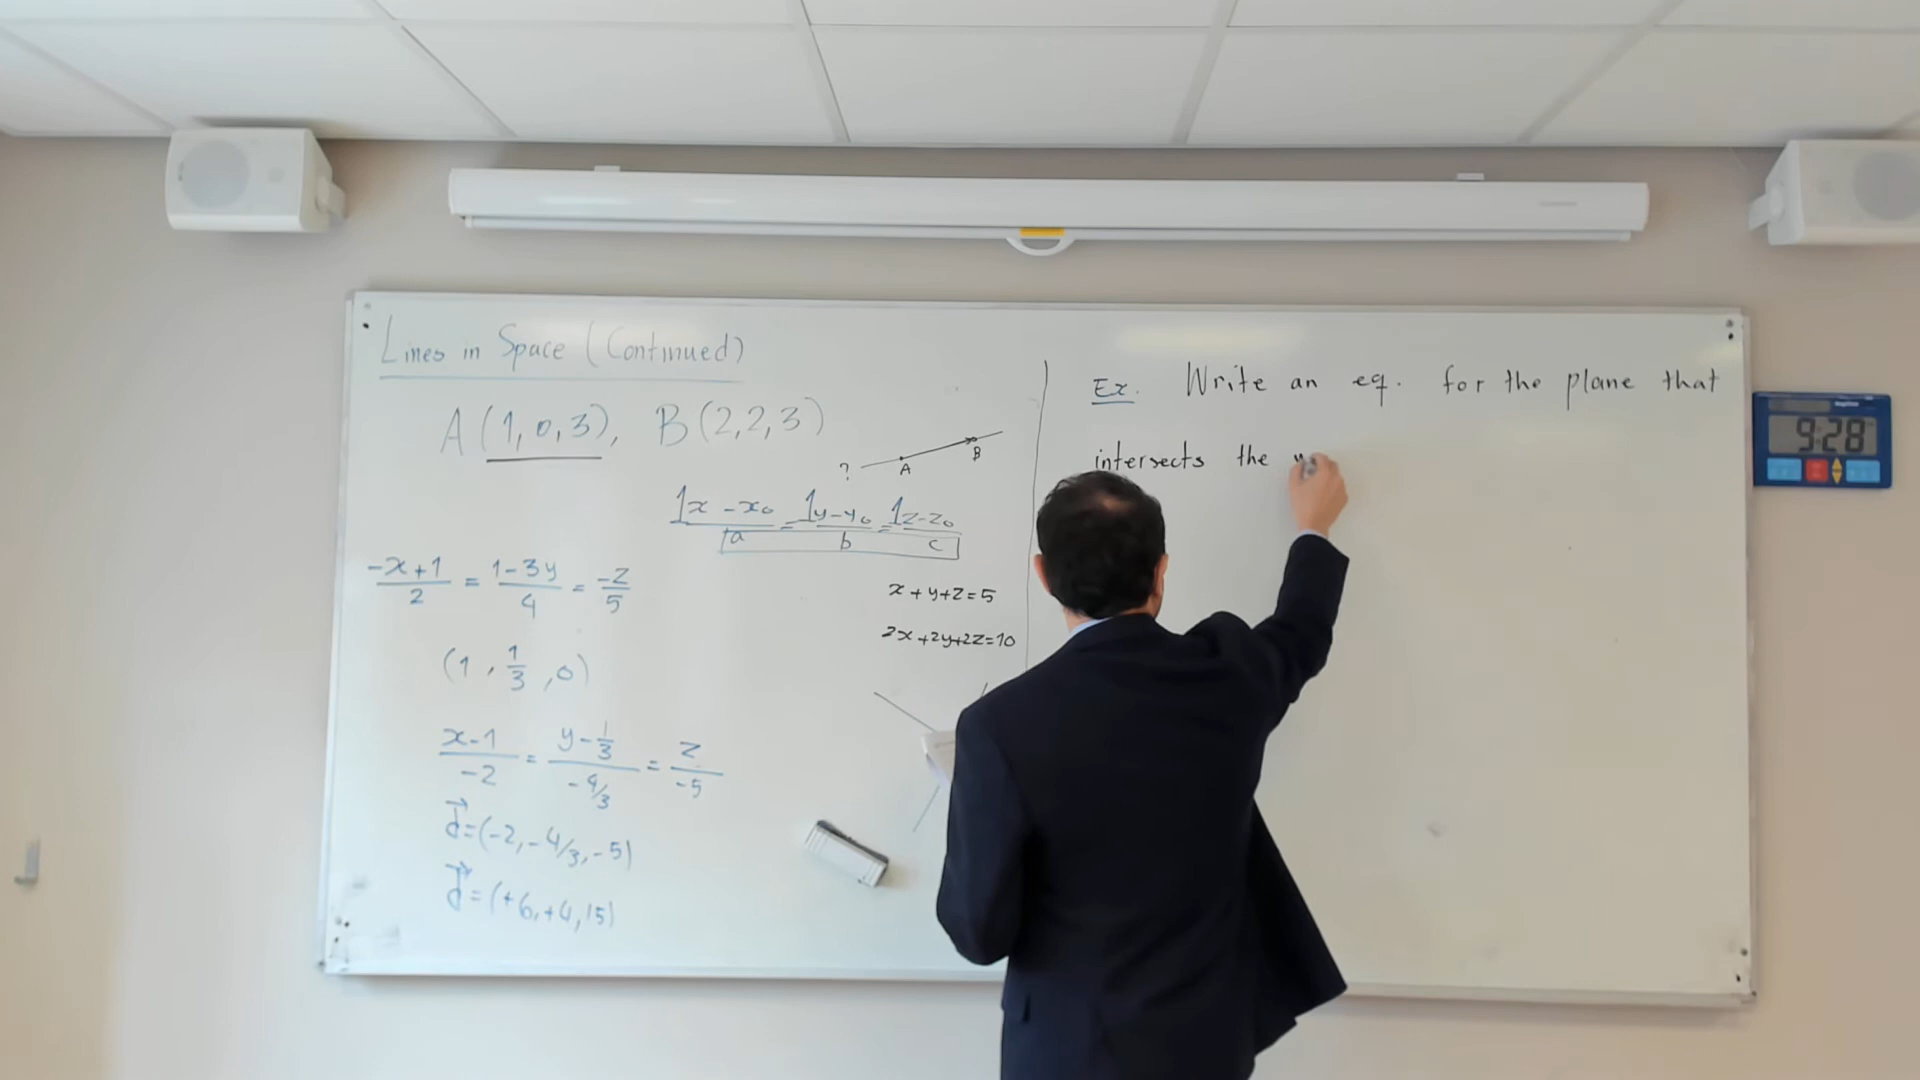 Lines in Space (Continued)
A(1,0,3), B(2,2,3)
? A B
1x - x₀ / a = 1y - y₀ / b = 1z - z₀ / c
-x+1 / 2 = 1-3y / 4 = -z / 5
x+y+z=5
2x+2y+2z=10
(1, 1/3, 0)
x-1 / -2 = y-1/3 / -4/3 = z / -5
d⃗=(-2,-4/3,-5)
d⃗=(+6,+4,15)
Ex. Write an eq. for the plane that
intersects the
9:28